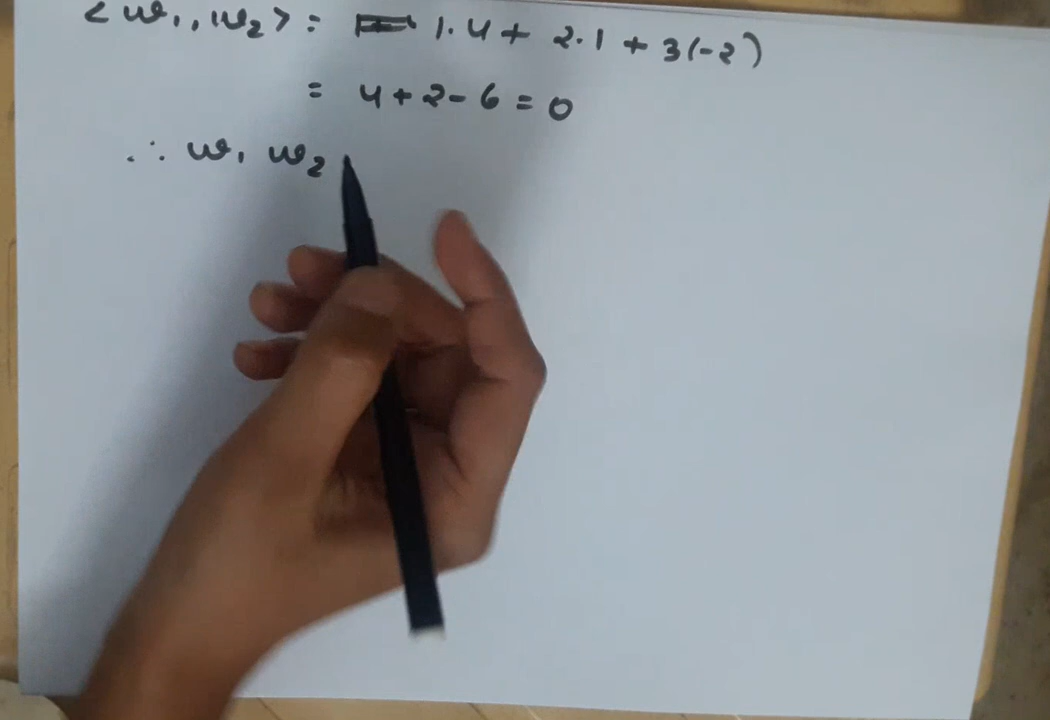 <w₁, w₂> = 1.4 + 2.1 + 3(-2)
= 4+2-6=0
∴ w₁ w₂